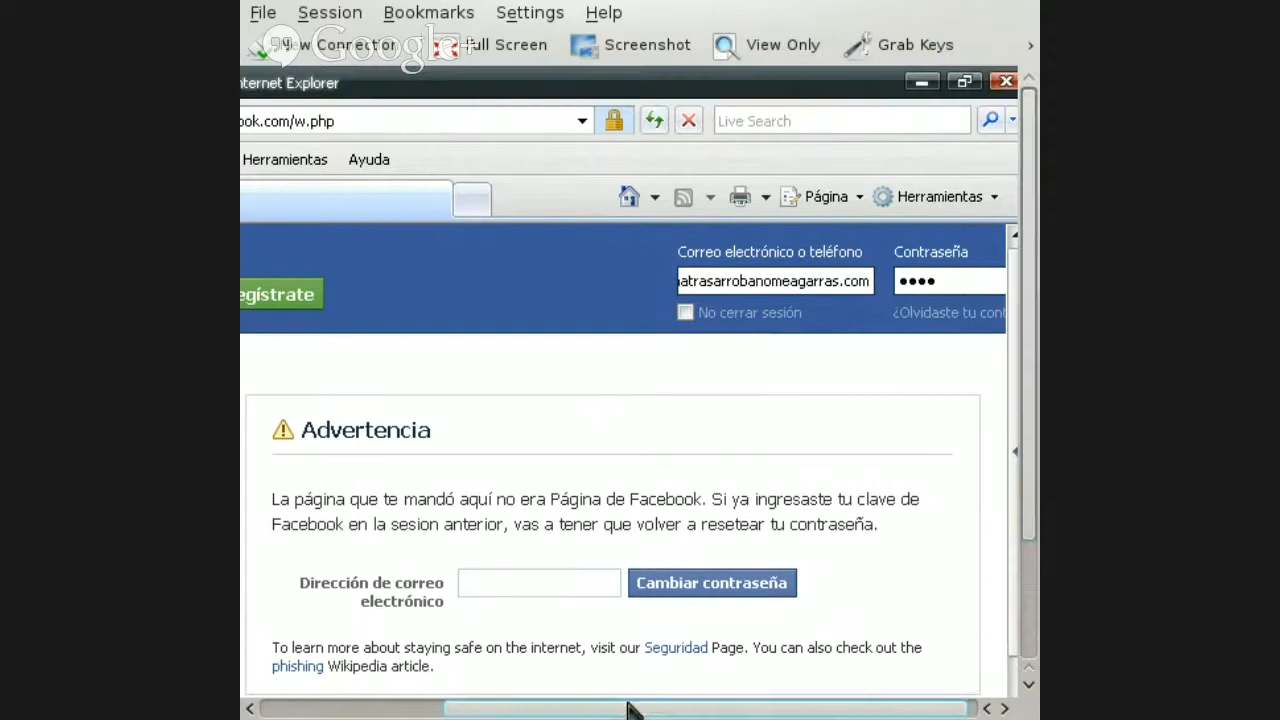 File Session Bookmarks Settings Help
Google+
New Connection Full Screen Screenshot View Only Grab Keys
nternet Explorer
ook.com/w.php Live Search
Herramientas Ayuda
Página Herramientas
Correo electrónico o teléfono Contraseña
egístrate
atrasarrobanomeagarras.com ●●●●
No cerrar sesión ¿Olvidaste tu cont
Advertencia
La página que te mandó aquí no era Página de Facebook. Si ya ingresaste tu clave de
Facebook en la sesion anterior, vas a tener que volver a resetear tu contraseña.
Dirección de correo
electrónico
Cambiar contraseña
To learn more about staying safe on the internet, visit our Seguridad Page. You can also check out the
phishing Wikipedia article.